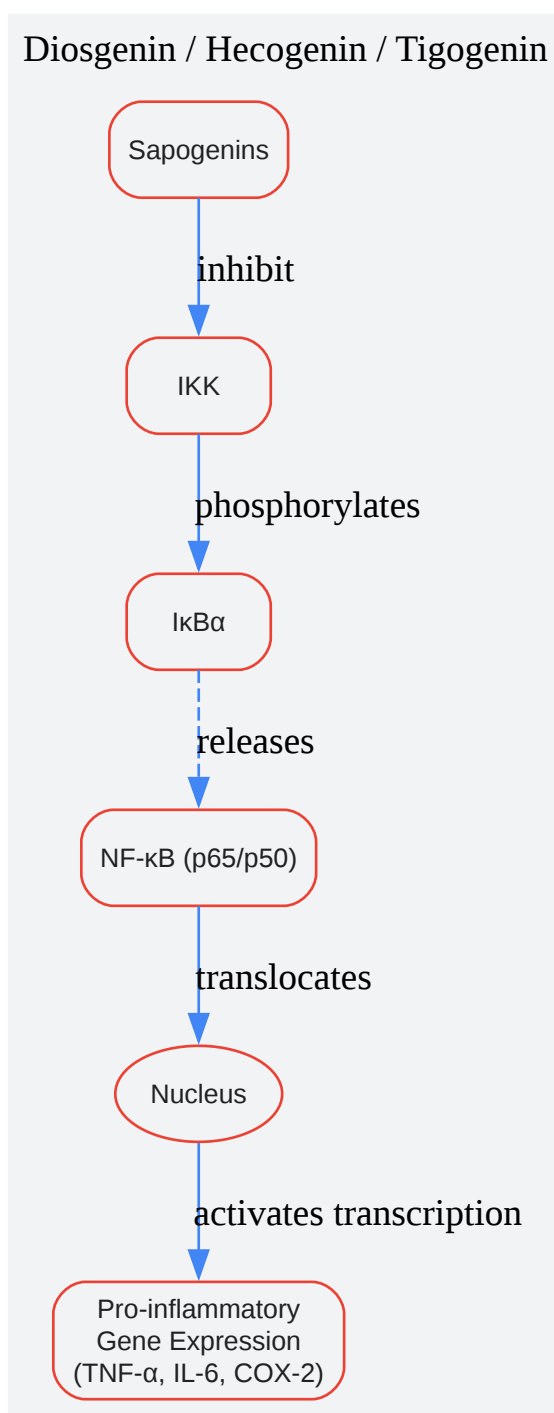 Diosgenin / Hecogenin / Tigogenin
Sapogenins
inhibit
IKK
phosphorylates
IκBα
releases
NF-κB (p65/p50)
translocates
Nucleus
activates transcription
Pro-inflammatory
Gene Expression
(TNF-α, IL-6, COX-2)